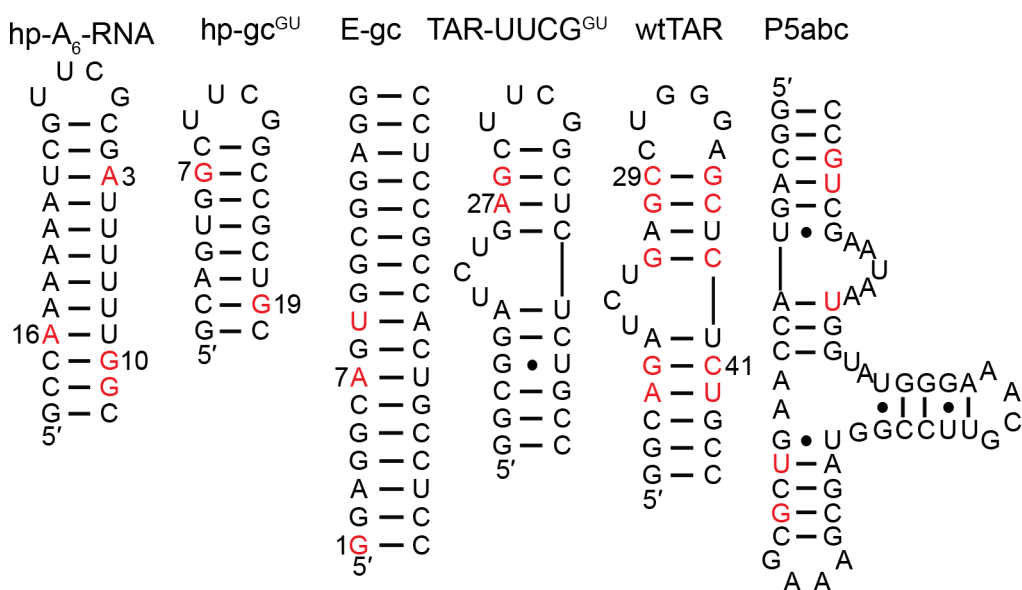 hp-A₆-RNA
U C
U G
G – C
C – G
U – A3
A – U
A – U
A – U
A – U
A – U
16A – U
C – G10
C – G
G – C
5′
hp-gcᴳᵁ
U C
U G
C – G
7G – C
G – C
U – G
G – C
A – U
C – G19
G – C
5′
E-gc
G – C
G – C
A – U
G – C
G – C
C – G
G – C
G – C
U – A
G – C
7A – U
C – G
G – C
G – C
A – U
G – C
1G – C
5′
TAR-UUCGᴳᵁ
U C
U G
C – G
G – C
27A – U
G – C
U
C
U
A – U
G – C
G • U
C – G
G – C
G – C
5′
wtTAR
G G
U G
C A
29C – G
G – C
A U
G – C
U
C
U
A U
G – C41
A – U
C – G
G – C
G – C
5′
P5abc
5′
G – C
G – C
C – G
A – U
G – C
U • G A A U A A
A U
C – G
C – G U A
A U G G G A A A C
A G G C C U U G
G • U G
U – A
C – G
G – C
C – G
G A
A A